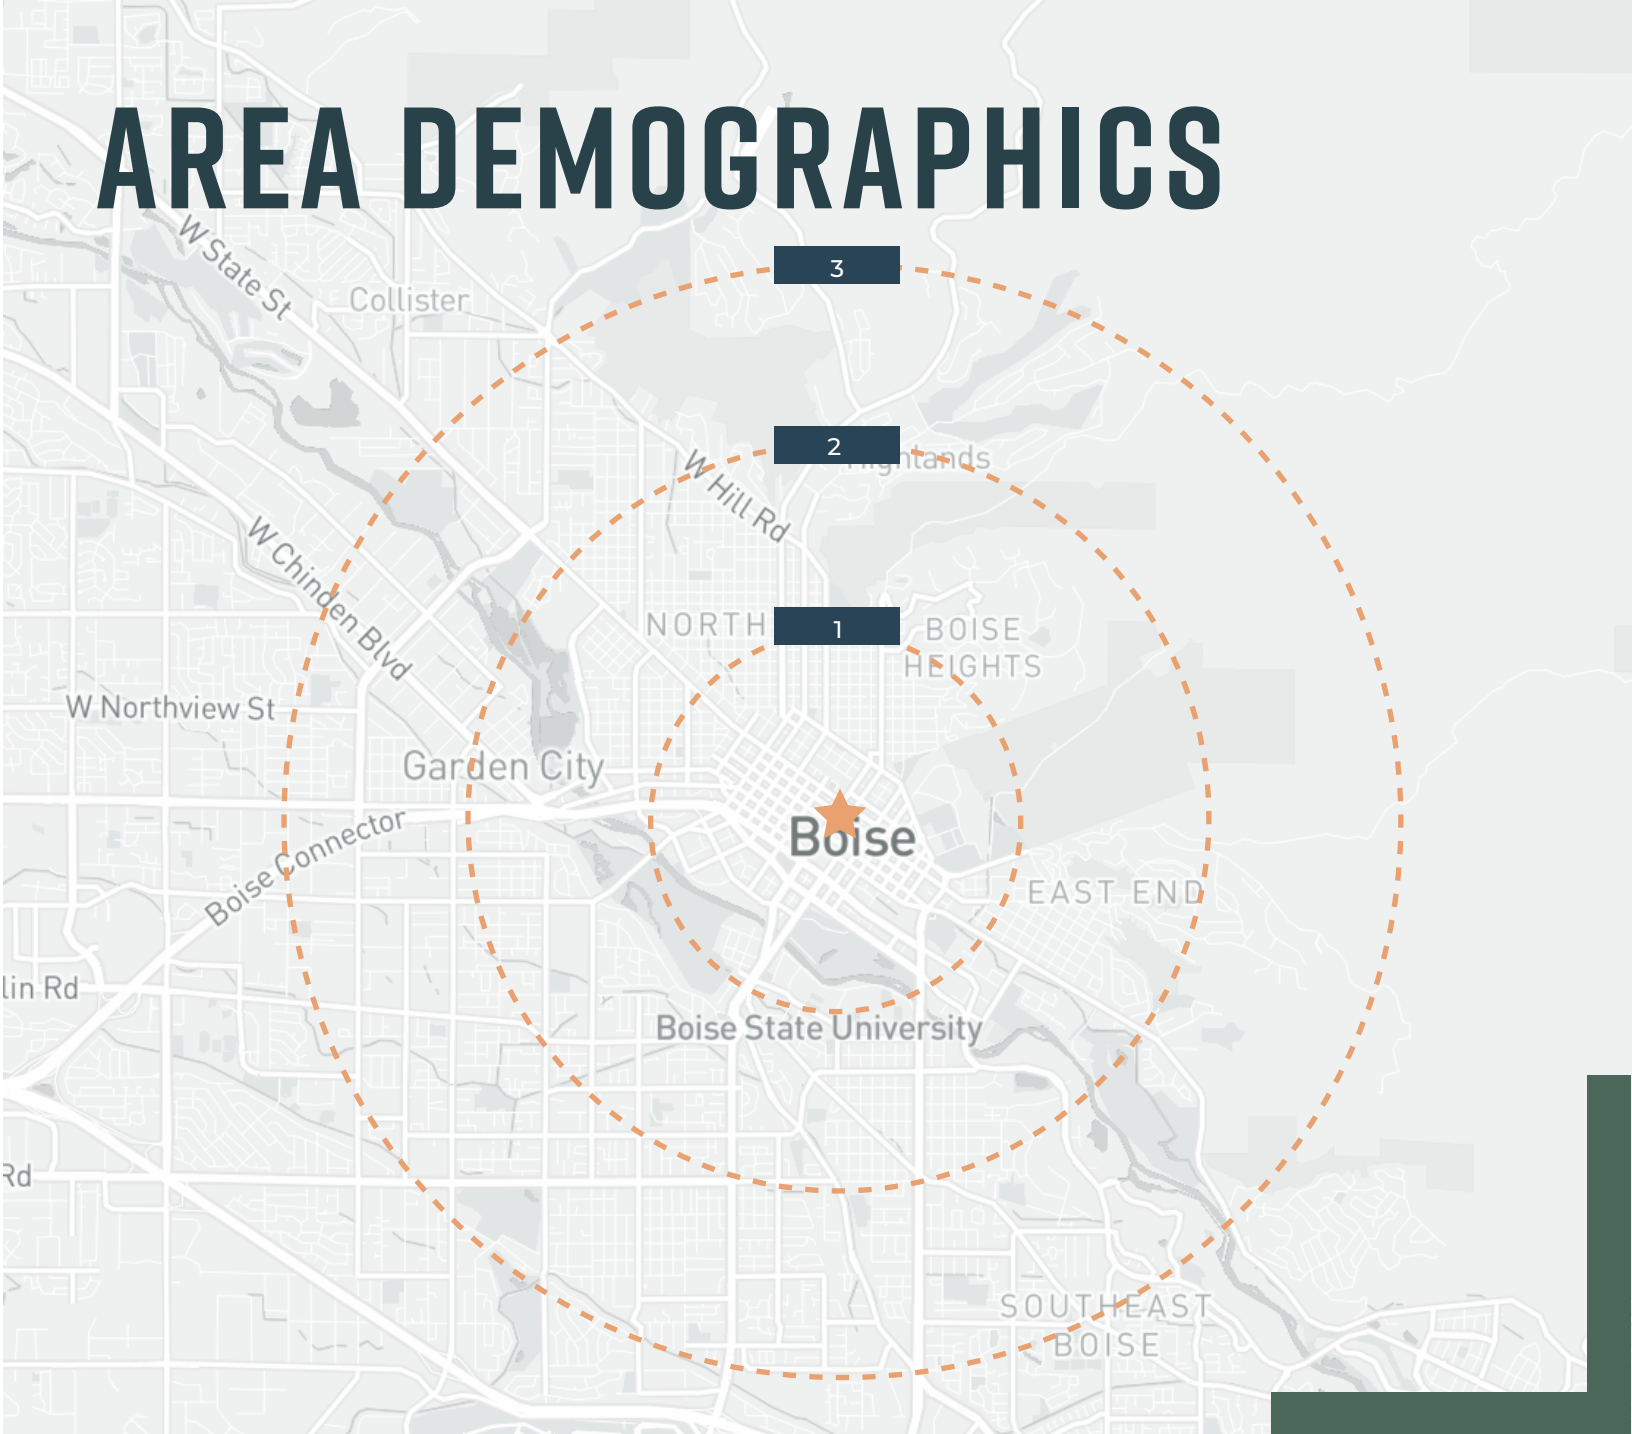 AREA DEMOGRAPHICS
W State St
Collister
3
2
W Hill Rd
W Chinden Blvd
NORTH
1
BOISE
HEIGHTS
W Northview St
Garden City
Boise Connector
Boise
EAST END
lin Rd
Boise State University
Rd
SOUTHEAST
BOISE